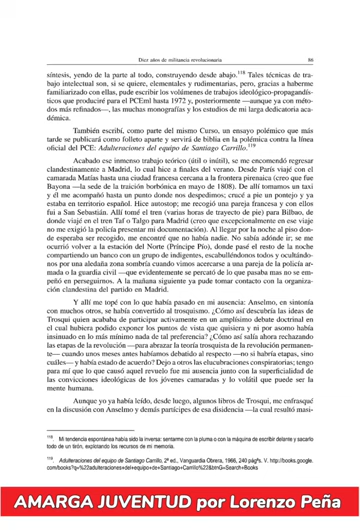 Diez años de militancia revolucionaria 86
síntesis, yendo de la parte al todo, construyendo desde abajo.118 Tales técnicas de tra-
bajo intelectual son, si se quiere, elementales y rudimentarias, pero, gracias a haberme
familiarizado con ellas, pude escribir los volúmenes de trabajos ideológico-propagandís-
ticos que produciré para el PCEml hasta 1972 y, posteriormente —aunque ya con méto-
dos más refinados—, las muchas monografías y los estudios de mi larga dedicatoria aca-
démica.
También escribí, como parte del mismo Curso, un ensayo polémico que más
tarde se publicará como folleto aparte y servirá de biblia en la polémica contra la línea
oficial del PCE: Adulteraciones del equipo de Santiago Carrillo.119
Acabado ese inmenso trabajo teórico (útil o inútil), se me encomendó regresar
clandestinamente a Madrid, lo cual hice a finales del verano. Desde París viajé con el
camarada Matías hasta una ciudad francesa cercana a la frontera pirenaica (creo que fue
Bayona —la sede de la traición borbónica en mayo de 1808). De allí tomamos un taxi
y él me acompañó hasta un punto donde nos despedimos; crucé a pie un pontejo y ya
estaba en territorio español. Hice autostop; me recogió una pareja francesa y con ellos
fui a San Sebastián. Allí tomé el tren (varias horas de trayecto de pie) para Bilbao, de
donde viajé en el tren Taf o Talgo para Madrid (creo que excepcionalmente en ese viaje
no me exigió la policía presentar mi documentación). Al llegar por la noche al piso don-
de esperaba ser recogido, me encontré que no había nadie. No sabía adónde ir; se me
ocurrió volver a la estación del Norte (Príncipe Pío), donde pasé el resto de la noche
compartiendo un banco con un grupo de indigentes, escabulléndonos todos y ocultándo-
nos por una aledaña zona sombría cuando vimos acercarse a una pareja de la policía ar-
mada o la guardia civil —que evidentemente se percató de lo que pasaba mas no se em-
peñó en perseguirnos. A la mañana siguiente ya pude tomar contacto con la organiza-
ción clandestina del partido en Madrid.
Y allí me topé con lo que había pasado en mi ausencia: Anselmo, en sintonía
con muchos otros, se había convertido al trosquismo. ¿Cómo así describía las ideas de
Trosqui quien acababa de participar activamente en un amplísimo debate doctrinal en
el cual hubiera podido exponer los puntos de vista que quisiera y ni por asomo había
insinuado en lo más mínimo nada de tal preferencia? ¿Cómo así salía ahora rechazando
las etapas de la revolución —para abrazar la teoría trosquista de la revolución permanen-
te— cuando unos meses antes habíamos debatido al respecto —no si habría etapas, sino
cuáles— y había estado de acuerdo? Dejo a otros las elucubraciones conspiratorias; tengo
para mí que lo que causó aquel revuelo fue mi ausencia junto con la superficialidad de
las convicciones ideológicas de los jóvenes camaradas y lo volátil que puede ser la
mente humana.
Aunque yo ya había leído, desde luego, algunos libros de Trosqui, me enfrasqué
en la discusión con Anselmo y demás partícipes de esa disidencia —la cual resultó masi-
118 Mi tendencia espontánea había sido la inversa: sentarme con la pluma o con la máquina de escribir delante y sacarlo
todo de un tirón, explotando los recursos de mi memoria.
119 Adulteraciones del equipo de Santiago Carrillo, 2ª ed., Vanguardia Obrera, 1966, 240 págªs. V. http://books.google.
com/books?q=%22adulteraciones+del+equipo+de+Santiago+Carrillo%22&btnG=Search+Books
AMARGA JUVENTUD por Lorenzo Peña